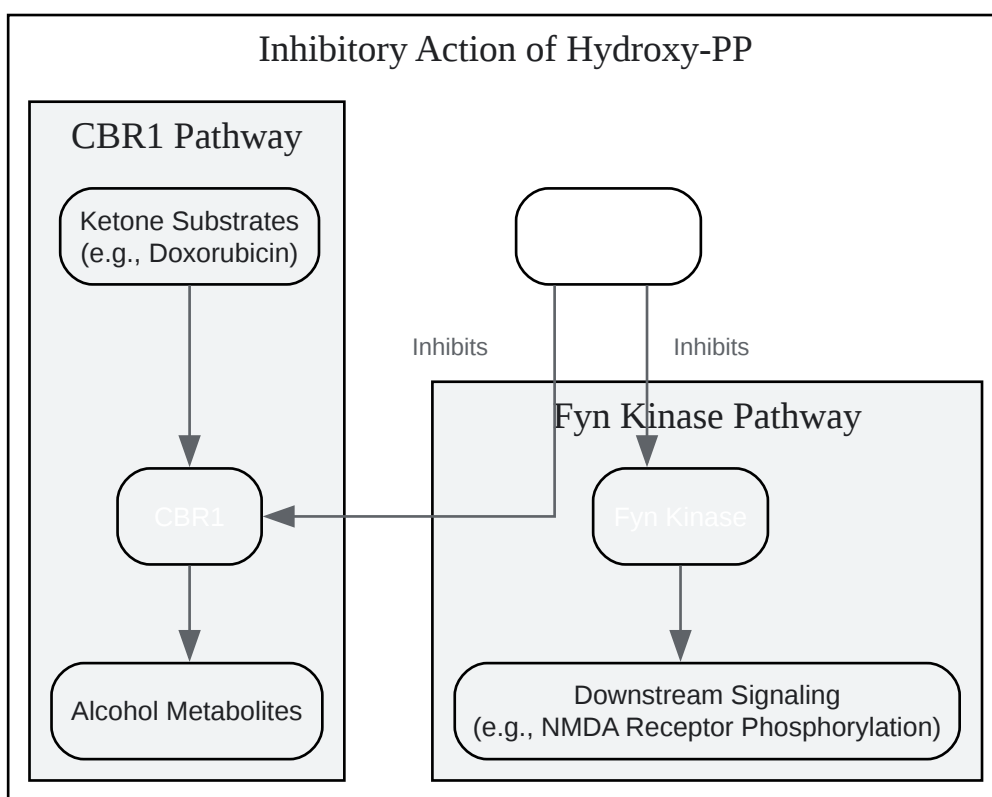 Inhibitory Action of Hydroxy-PP
CBR1 Pathway
Ketone Substrates
(e.g., Doxorubicin)
Inhibits
Inhibits
Fyn Kinase Pathway
CBR1
Fyn Kinase
Alcohol Metabolites
Downstream Signaling
(e.g., NMDA Receptor Phosphorylation)